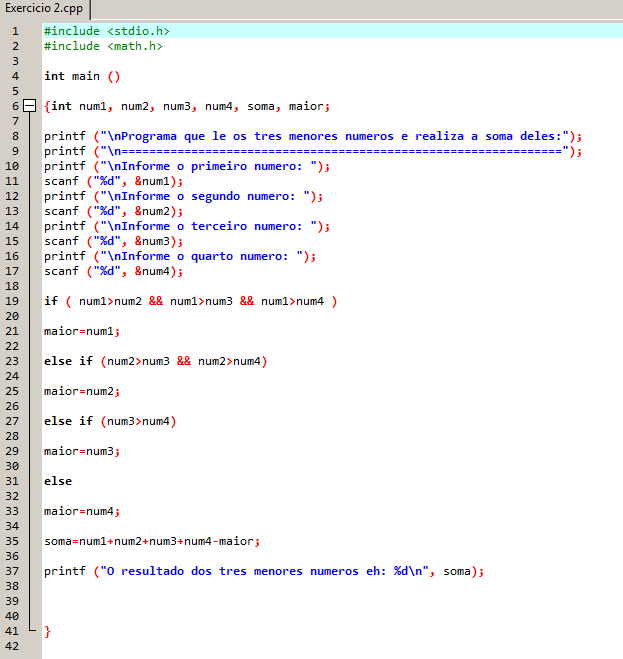 Exercicio 2.cpp
1 #include <stdio.h>
2 #include <math.h>
3
4 int main ()
5
6 {int num1, num2, num3, num4, soma, maior;
7
8 printf ("\nPrograma que le os tres menores numeros e realiza a soma deles:");
9 printf ("\n===============================================================");
10 printf ("\nInforme o primeiro numero: ");
11 scanf ("%d", &num1);
12 printf ("\nInforme o segundo numero: ");
13 scanf ("%d", &num2);
14 printf ("\nInforme o terceiro numero: ");
15 scanf ("%d", &num3);
16 printf ("\nInforme o quarto numero: ");
17 scanf ("%d", &num4);
18
19 if ( num1>num2 && num1>num3 && num1>num4 )
20
21 maior=num1;
22
23 else if (num2>num3 && num2>num4)
24
25 maior=num2;
26
27 else if (num3>num4)
28
29 maior=num3;
30
31 else
32
33 maior=num4;
34
35 soma=num1+num2+num3+num4-maior;
36
37 printf ("O resultado dos tres menores numeros eh: %d\n", soma);
38
39
40
41 }
42